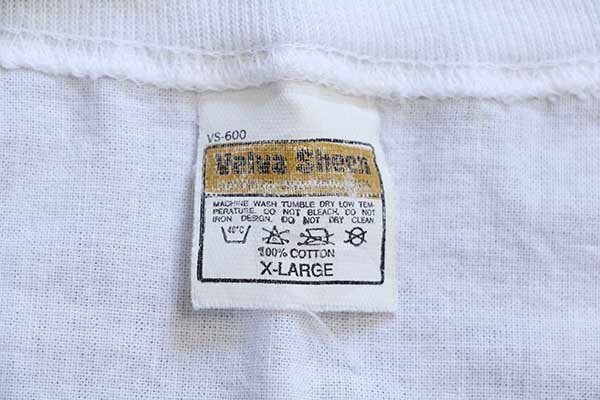 VS-600
Velva Sheen
MACHINE WASH TUMBLE DRY LOW TEM-
PERATURE. DO NOT BLEACH. DO NOT
IRON DESIGN. DO NOT DRY CLEAN.
40°C
100% COTTON
X-LARGE